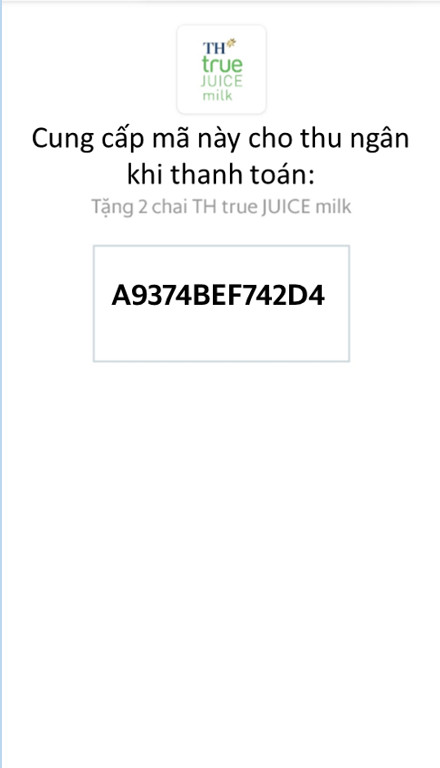 TH
true
JUICE
milk
Cung cấp mã này cho thu ngân
khi thanh toán:
Tặng 2 chai TH true JUICE milk
A9374BEF742D4